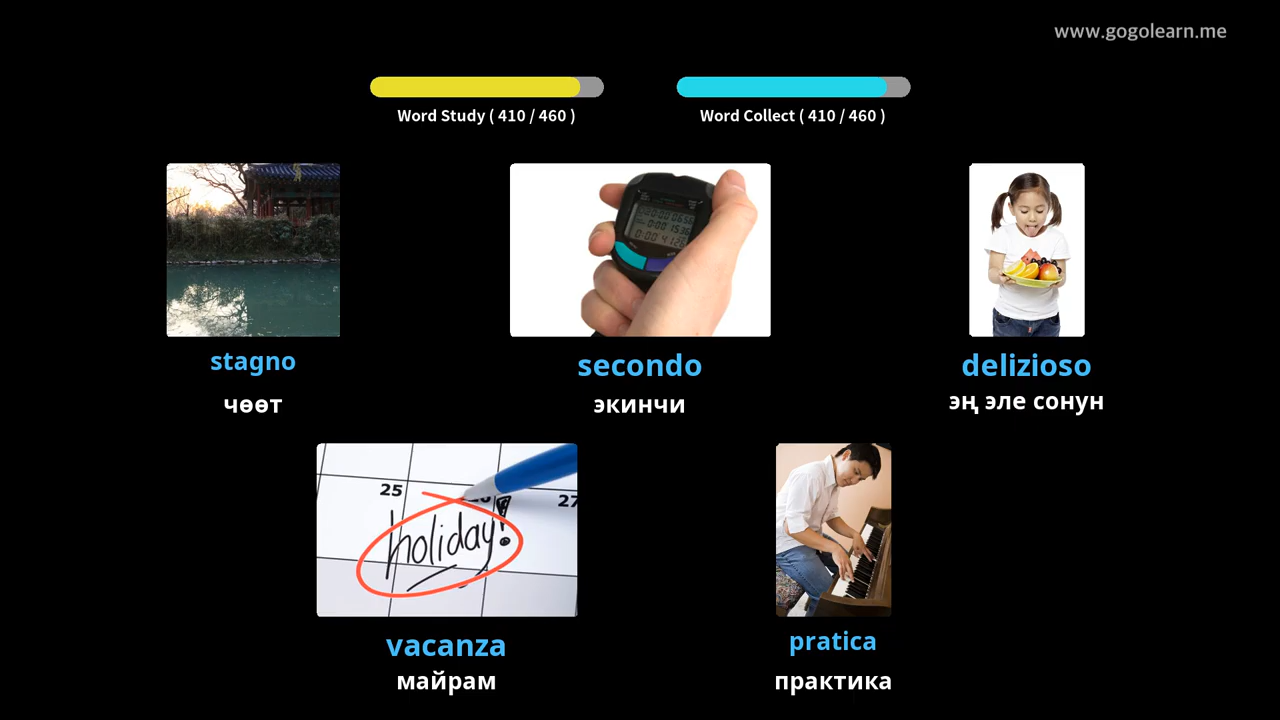 www.gogolearn.me
Word Study ( 410 / 460 )
Word Collect ( 410 / 460 )
stagno
чөөт
secondo
экинчи
delizioso
эң эле сонун
25
27
holiday!
vacanza
майрам
pratica
практика